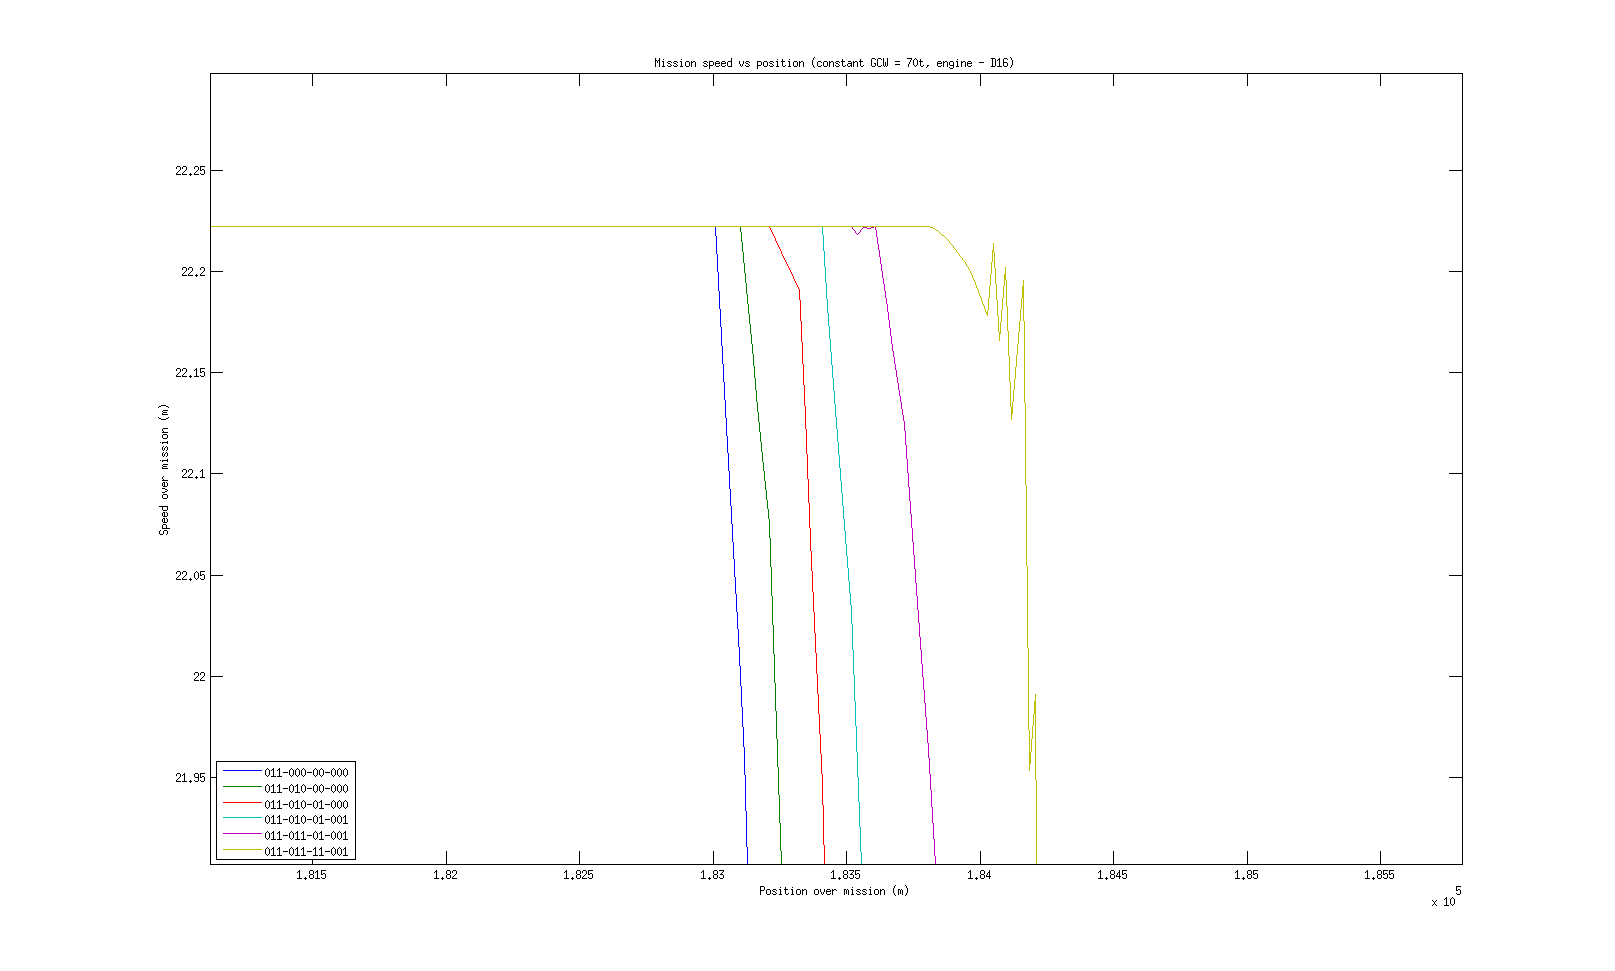 Mission speed vs position (constant GCW = 70t, engine - D16)
22.25
22.2
22.15
22.1
22.05
22
21.95
Speed over mission (m)
011-000-00-000
011-010-00-000
011-010-01-000
011-010-01-001
011-011-01-001
011-011-11-001
1.815 1.82 1.825 1.83 1.835 1.84 1.845 1.85 1.855
Position over mission (m)
x 10^5